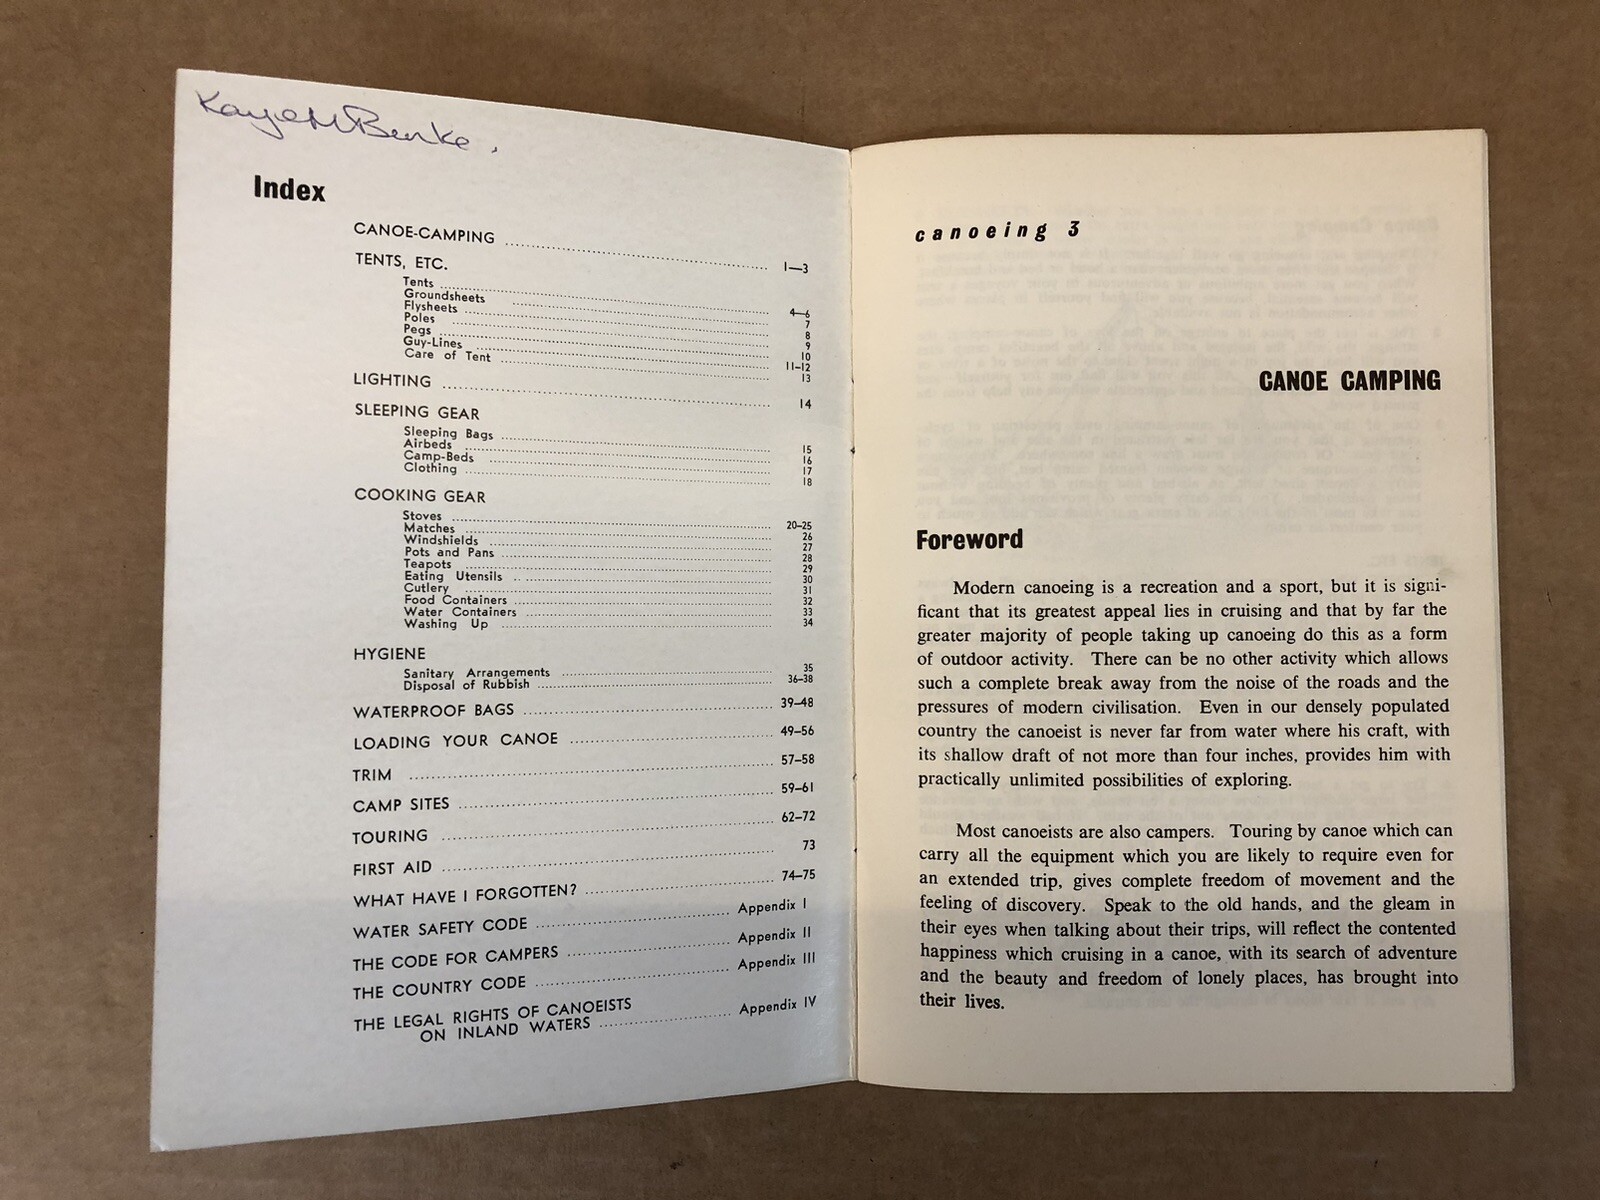 Kaye M Burke.
Index
CANOE-CAMPING ........ 1—3
TENTS, ETC.
Tents ........ 4—6
Groundsheets ........ 7
Flysheets ........ 8
Poles ........ 9
Pegs ........ 10
Guy-Lines ........ 11-12
Care of Tent ........ 13
LIGHTING ........ 14
SLEEPING GEAR
Sleeping Bags ........ 15
Airbeds ........ 16
Camp-Beds ........ 17
Clothing ........ 18
COOKING GEAR
Stoves ........ 20-25
Matches ........ 26
Windshields ........ 27
Pots and Pans ........ 28
Teapots ........ 29
Eating Utensils ........ 30
Cutlery ........ 31
Food Containers ........ 32
Water Containers ........ 33
Washing Up ........ 34
HYGIENE
Sanitary Arrangements ........ 35
Disposal of Rubbish ........ 36-38
WATERPROOF BAGS ........ 39-48
LOADING YOUR CANOE ........ 49-56
TRIM ........ 57-58
CAMP SITES ........ 59-61
TOURING ........ 62-72
FIRST AID ........ 73
WHAT HAVE I FORGOTTEN? ........ 74-75
WATER SAFETY CODE ........ Appendix I
THE CODE FOR CAMPERS ........ Appendix II
THE COUNTRY CODE ........ Appendix III
THE LEGAL RIGHTS OF CANOEISTS
ON INLAND WATERS ........ Appendix IV
canoeing 3
CANOE CAMPING
Foreword
Modern canoeing is a recreation and a sport, but it is signi-
ficant that its greatest appeal lies in cruising and that by far the
greater majority of people taking up canoeing do this as a form
of outdoor activity. There can be no other activity which allows
such a complete break away from the noise of the roads and the
pressures of modern civilisation. Even in our densely populated
country the canoeist is never far from water where his craft, with
its shallow draft of not more than four inches, provides him with
practically unlimited possibilities of exploring.
Most canoeists are also campers. Touring by canoe which can
carry all the equipment which you are likely to require even for
an extended trip, gives complete freedom of movement and the
feeling of discovery. Speak to the old hands, and the gleam in
their eyes when talking about their trips, will reflect the contented
happiness which cruising in a canoe, with its search of adventure
and the beauty and freedom of lonely places, has brought into
their lives.